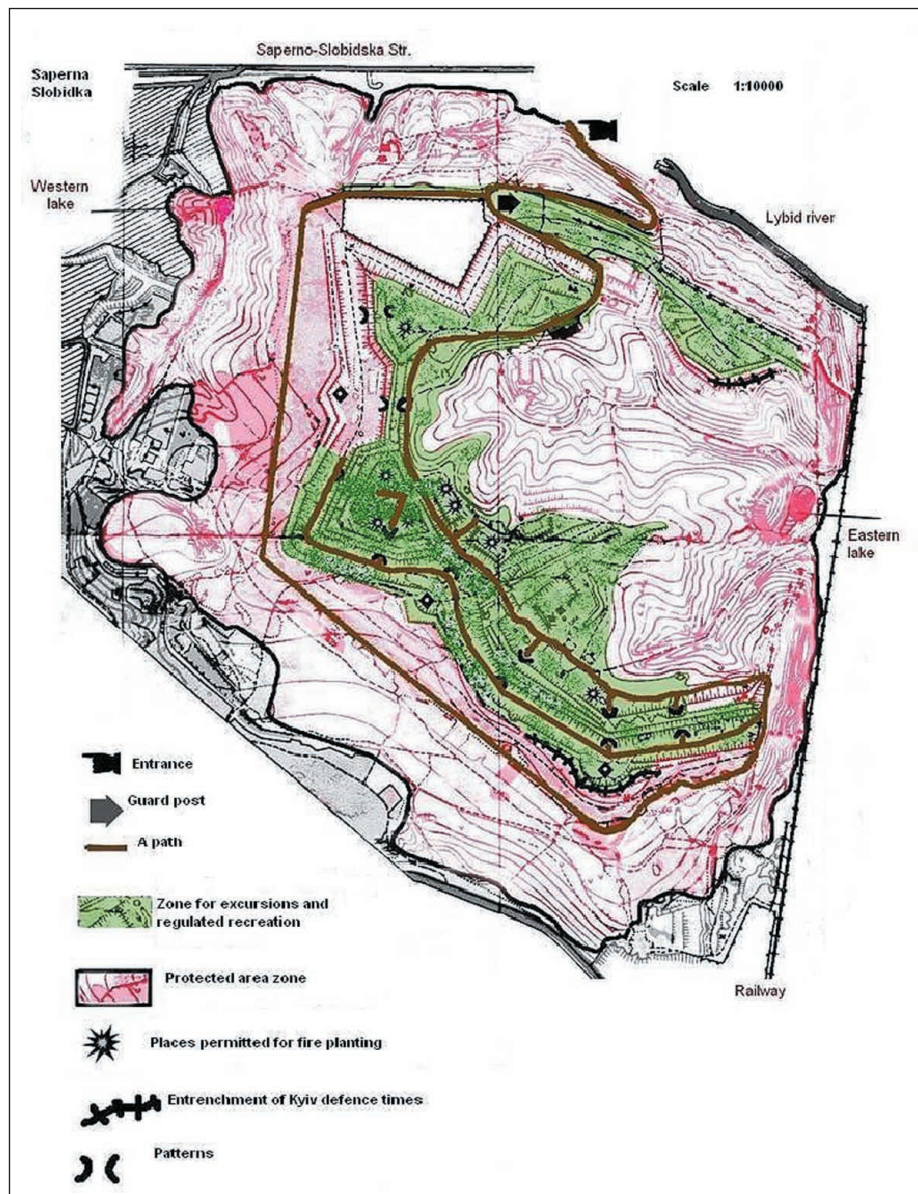 Saperno-Slobidska Str.
Saperna
Slobidka
Scale 1:10000
Western
lake
Lybid river
Eastern
lake
Entrance
Guard post
A path
Zone for excursions and
regulated recreation
Protected area zone
Railway
Places permitted for fire planting
Entrenchment of Kyiv defence times
Patterns